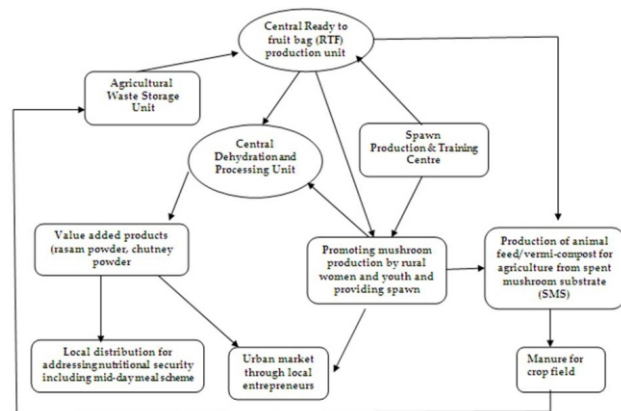 Central Ready to
fruit bag (RTF)
production unit
Agricultural
Waste Storage
Unit
Spawn
Production & Training
Centre
Central
Dehydration and
Processing Unit
Value added products
(rasam powder, chutney
powder
Promoting mushroom
production by rural
women and youth and
providing spawn
Production of animal
feed/ vermi-compost for
agriculture from spent
mushroom substrate
(SMS)
Local distribution for
addressing nutritional security
including mid-day meal scheme
Urban market
through local
entrepreneurs
Manure for
crop field